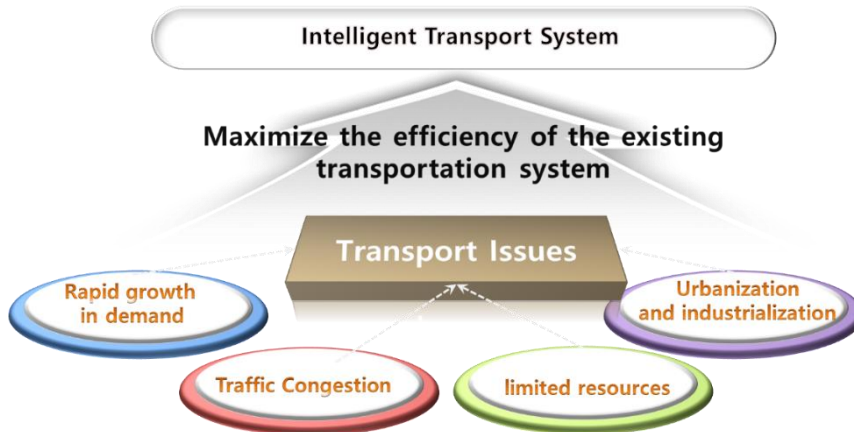 Intelligent Transport System
Maximize the efficiency of the existing
transportation system
Transport Issues
Rapid growth
in demand
Urbanization
and industrialization
Traffic Congestion
limited resources